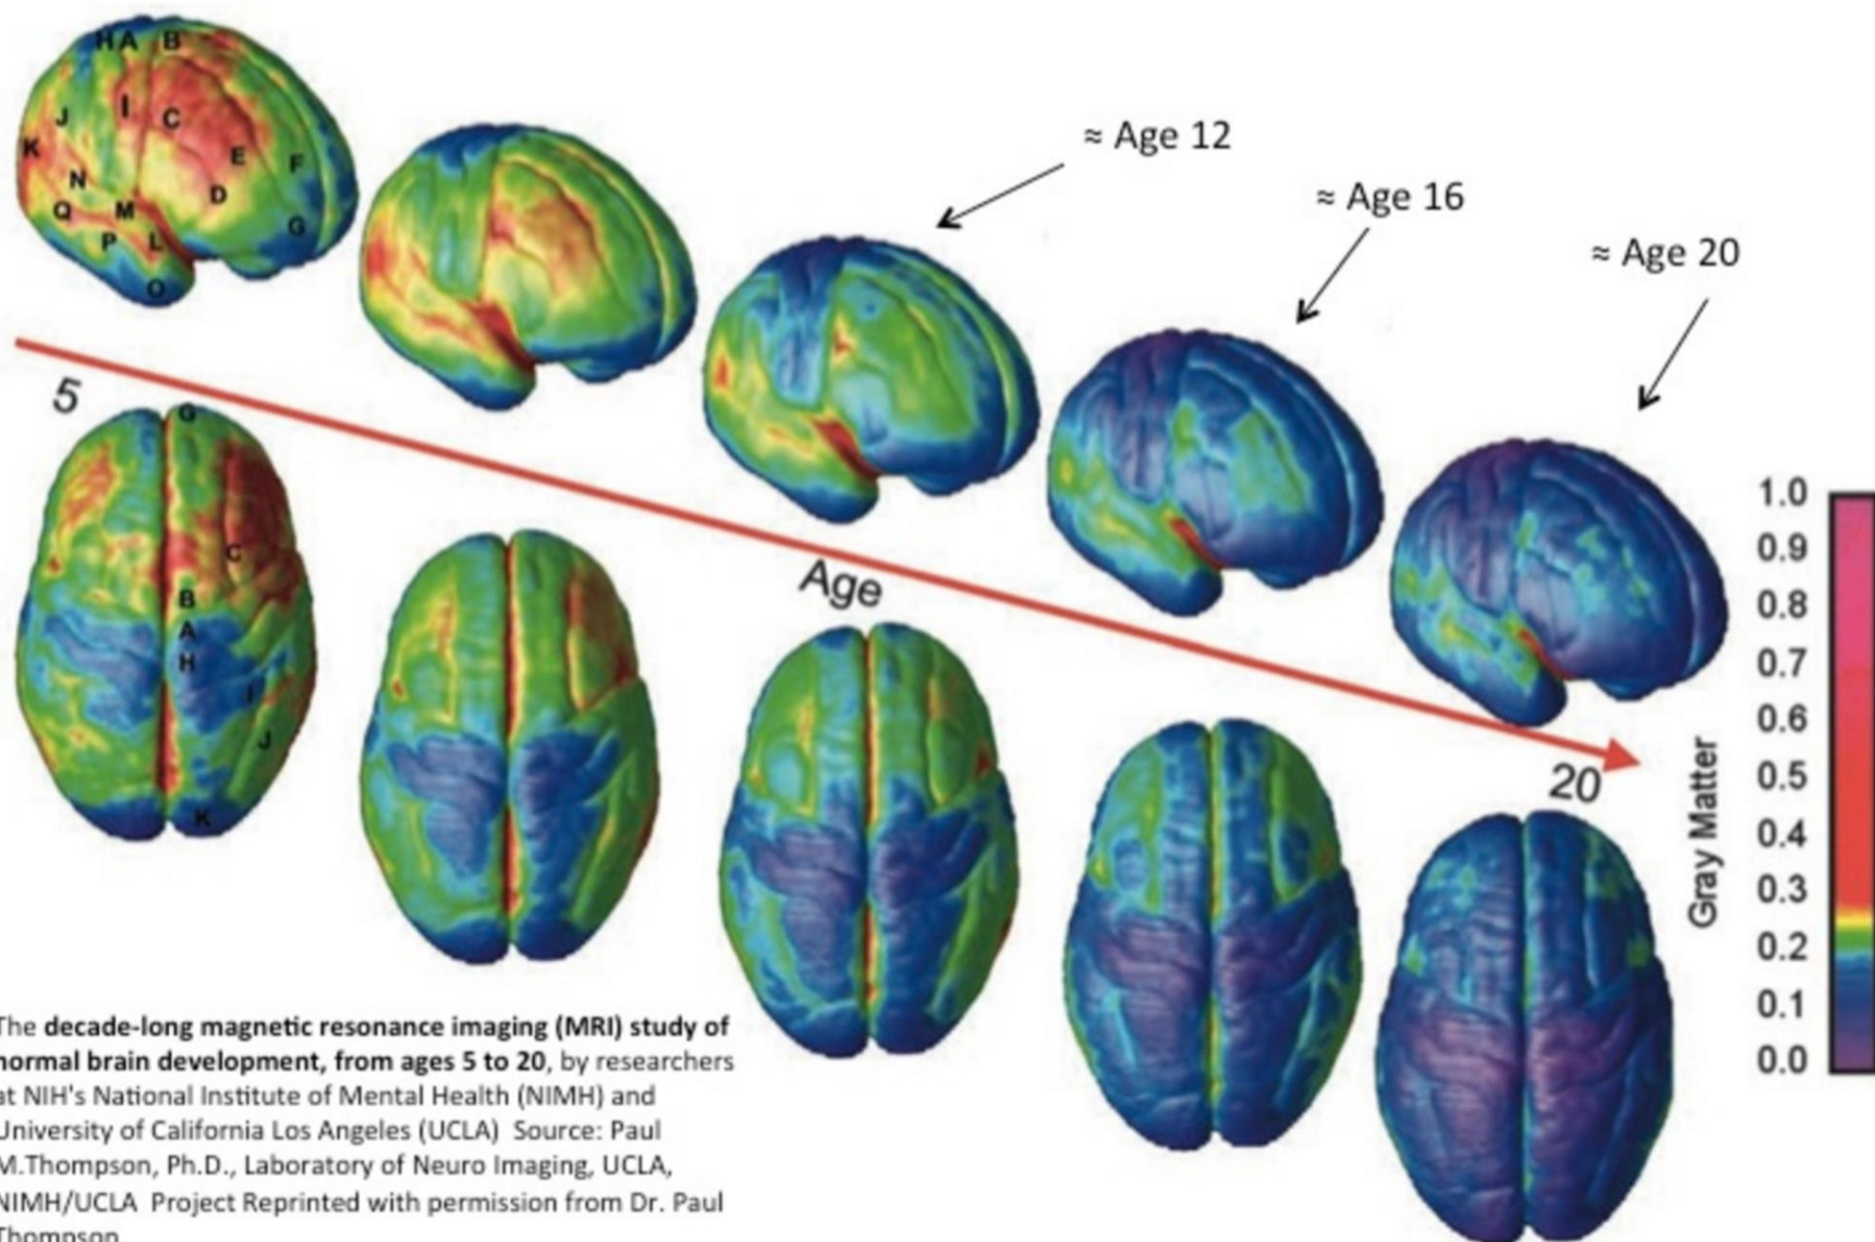 H A B
I C
J
K
E F
N D
Q M G
P L
O
≈ Age 12
≈ Age 16
≈ Age 20
5
Age
20
G
C
B
A
H
I
J
K
1.0
0.9
0.8
0.7
0.6
0.5
0.4
0.3
0.2
0.1
0.0
Gray Matter
The decade-long magnetic resonance imaging (MRI) study of
normal brain development, from ages 5 to 20, by researchers
at NIH's National Institute of Mental Health (NIMH) and
University of California Los Angeles (UCLA) Source: Paul
M.Thompson, Ph.D., Laboratory of Neuro Imaging, UCLA,
NIMH/UCLA Project Reprinted with permission from Dr. Paul
Thompson.